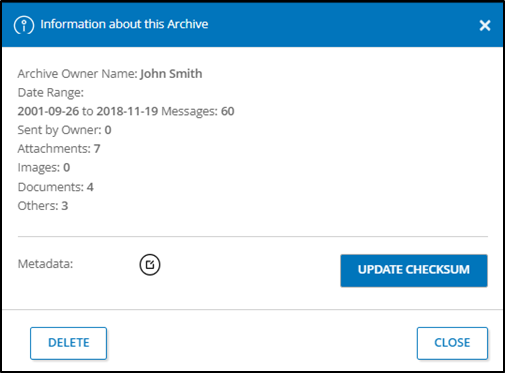 Information about this Archive
Archive Owner Name: John Smith
Date Range:
2001-09-26 to 2018-11-19 Messages: 60
Sent by Owner: 0
Attachments: 7
Images: 0
Documents: 4
Others: 3
Metadata:
UPDATE CHECKSUM
DELETE
CLOSE